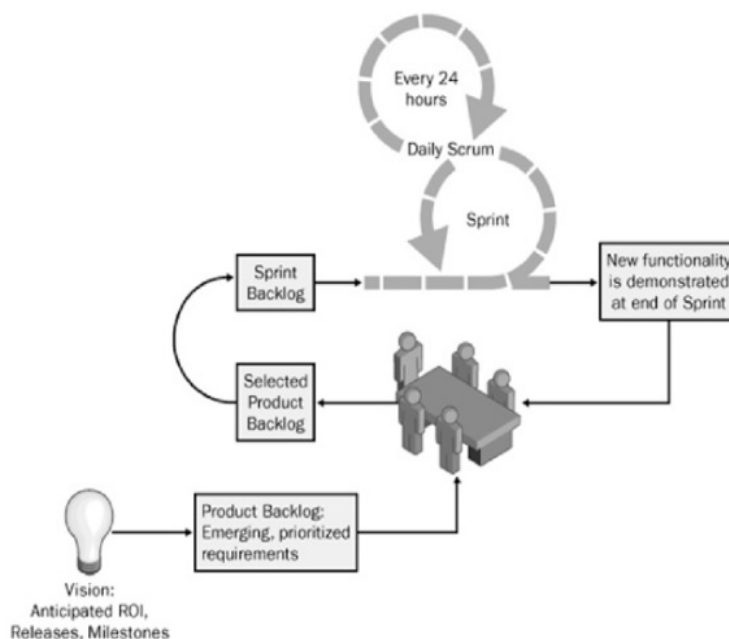 Every 24
hours
Daily Scrum
Sprint
Sprint
Backlog
New functionality
is demonstrated
at end of Sprint
Selected
Product
Backlog
Product Backlog:
Emerging, prioritized
requirements
Vision:
Anticipated ROI,
Releases, Milestones